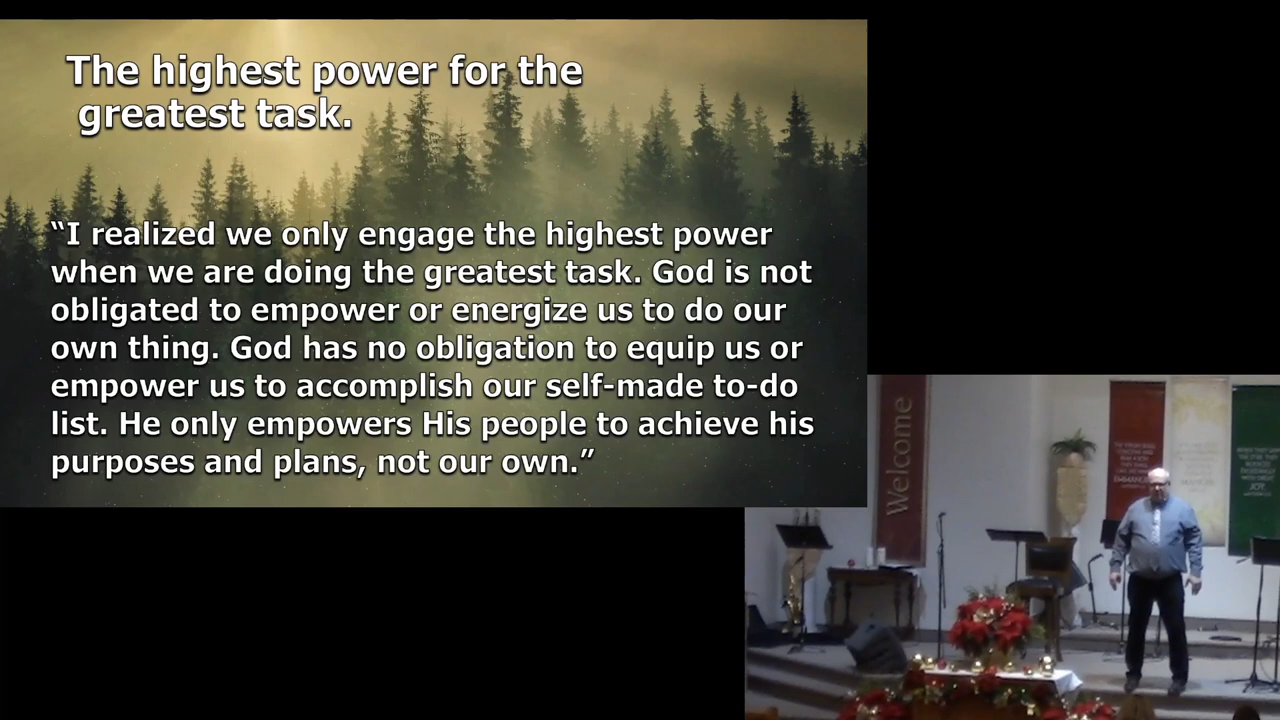 The highest power for the
greatest task.
“I realized we only engage the highest power
when we are doing the greatest task. God is not
obligated to empower or energize us to do our
own thing. God has no obligation to equip us or
empower us to accomplish our self-made to-do
list. He only empowers His people to achieve his
purposes and plans, not our own.”
Welcome
EMMANUEL
JOY